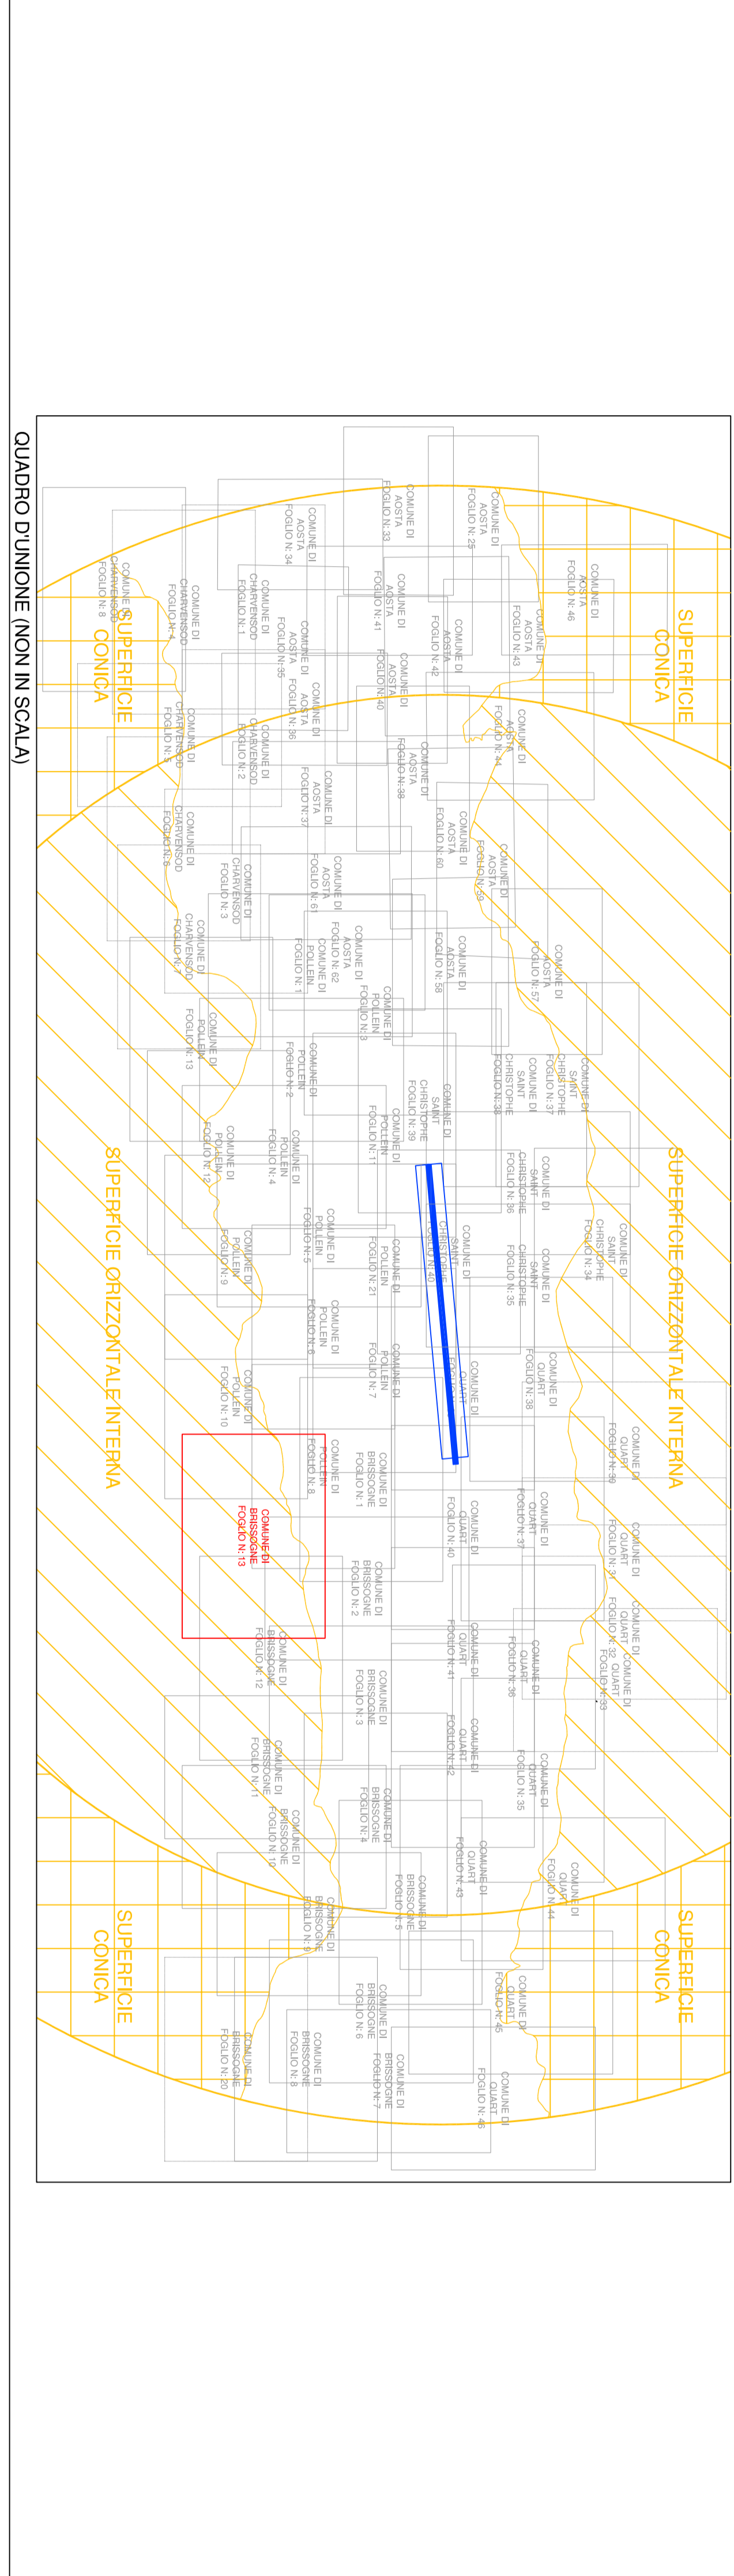 QUADRO D'UNIONE (NON IN SCALA)
SUPERFICIE
CONICA
SUPERFICIE
CONICA
SUPERFICIE ORIZZONTALE INTERNA
SUPERFICIE ORIZZONTALE INTERNA
SUPERFICIE
CONICA
SUPERFICIE
CONICA
COMUNE DI
AOSTA
FOGLIO N: 25
COMUNE DI
AOSTA
FOGLIO N: 33
COMUNE DI
AOSTA
FOGLIO N: 34
COMUNE DI
AOSTA
FOGLIO N: 46
COMUNE DI
AOSTA
FOGLIO N: 43
COMUNE DI
AOSTA
FOGLIO N: 42
COMUNE DI
AOSTA
FOGLIO N: 41
COMUNE DI
CHARVENSOD
FOGLIO N: 1
COMUNE DI
CHARVENSOD
FOGLIO N: 4
COMUNE DI
CHARVENSOD
FOGLIO N: 8
COMUNE DI
AOSTA
FOGLIO N: 35
COMUNE DI
AOSTA
FOGLIO N: 40
COMUNE DI
AOSTA
FOGLIO N: 36
COMUNE DI
AOSTA
FOGLIO N: 44
COMUNE DI
CHARVENSOD
FOGLIO N: 2
COMUNE DI
CHARVENSOD
FOGLIO N: 5
COMUNE DI
AOSTA
FOGLIO N: 38
COMUNE DI
AOSTA
FOGLIO N: 37
COMUNE DI
AOSTA
FOGLIO N: 60
COMUNE DI
AOSTA
FOGLIO N: 59
COMUNE DI
CHARVENSOD
FOGLIO N: 6
COMUNE DI
CHARVENSOD
FOGLIO N: 3
COMUNE DI
AOSTA
FOGLIO N: 61
COMUNE DI
AOSTA
FOGLIO N: 62
COMUNE DI
AOSTA
FOGLIO N: 58
COMUNE DI
AOSTA
FOGLIO N: 57
COMUNE DI
CHARVENSOD
FOGLIO N: 7
COMUNE DI
POLLEIN
FOGLIO N: 1
COMUNE DI
POLLEIN
FOGLIO N: 3
COMUNE DI
POLLEIN
FOGLIO N: 13
COMUNE DI
POLLEIN
FOGLIO N: 2
COMUNE DI
SAINT
CHRISTOPHE
FOGLIO N: 37
COMUNE DI
SAINT
CHRISTOPHE
FOGLIO N: 38
COMUNE DI
SAINT
CHRISTOPHE
FOGLIO N: 39
COMUNE DI
POLLEIN
FOGLIO N: 11
COMUNE DI
POLLEIN
FOGLIO N: 4
COMUNE DI
POLLEIN
FOGLIO N: 12
COMUNE DI
SAINT
CHRISTOPHE
FOGLIO N: 36
COMUNE DI
SAINT
CHRISTOPHE
FOGLIO N: 34
COMUNE DI
SAINT
CHRISTOPHE
FOGLIO N: 40
COMUNE DI
SAINT
CHRISTOPHE
FOGLIO N: 35
COMUNE DI
POLLEIN
FOGLIO N: 21
COMUNE DI
POLLEIN
FOGLIO N: 5
COMUNE DI
POLLEIN
FOGLIO N: 9
COMUNE DI
POLLEIN
FOGLIO N: 6
COMUNE DI
POLLEIN
FOGLIO N: 7
COMUNE DI
QUART
COMUNE DI
QUART
FOGLIO N: 38
COMUNE DI
POLLEIN
FOGLIO N: 10
COMUNE DI
POLLEIN
FOGLIO N: 8
COMUNE DI
QUART
FOGLIO N: 39
COMUNE DI
BRISSOGNE
FOGLIO N: 1
COMUNE DI
QUART
FOGLIO N: 40
COMUNE DI
QUART
FOGLIO N: 37
COMUNE DI
QUART
FOGLIO N: 31
COMUNE DI
BRISSOGNE
FOGLIO N: 13
COMUNE DI
BRISSOGNE
FOGLIO N: 2
COMUNE DI
QUART
FOGLIO N: 32
COMUNE DI
QUART
FOGLIO N: 33
COMUNE DI
QUART
FOGLIO N: 36
COMUNE DI
QUART
FOGLIO N: 41
COMUNE DI
BRISSOGNE
FOGLIO N: 12
COMUNE DI
BRISSOGNE
FOGLIO N: 3
COMUNE DI
QUART
FOGLIO N: 42
COMUNE DI
QUART
FOGLIO N: 35
COMUNE DI
BRISSOGNE
FOGLIO N: 11
COMUNE DI
BRISSOGNE
FOGLIO N: 4
COMUNE DI
BRISSOGNE
FOGLIO N: 10
COMUNE DI
QUART
FOGLIO N: 43
COMUNE DI
QUART
FOGLIO N: 44
COMUNE DI
BRISSOGNE
FOGLIO N: 5
COMUNE DI
BRISSOGNE
FOGLIO N: 9
COMUNE DI
QUART
FOGLIO N: 45
COMUNE DI
BRISSOGNE
FOGLIO N: 6
COMUNE DI
BRISSOGNE
FOGLIO N: 20
COMUNE DI
BRISSOGNE
FOGLIO N: 8
COMUNE DI
BRISSOGNE
FOGLIO N: 7
COMUNE DI
QUART
FOGLIO N: 46